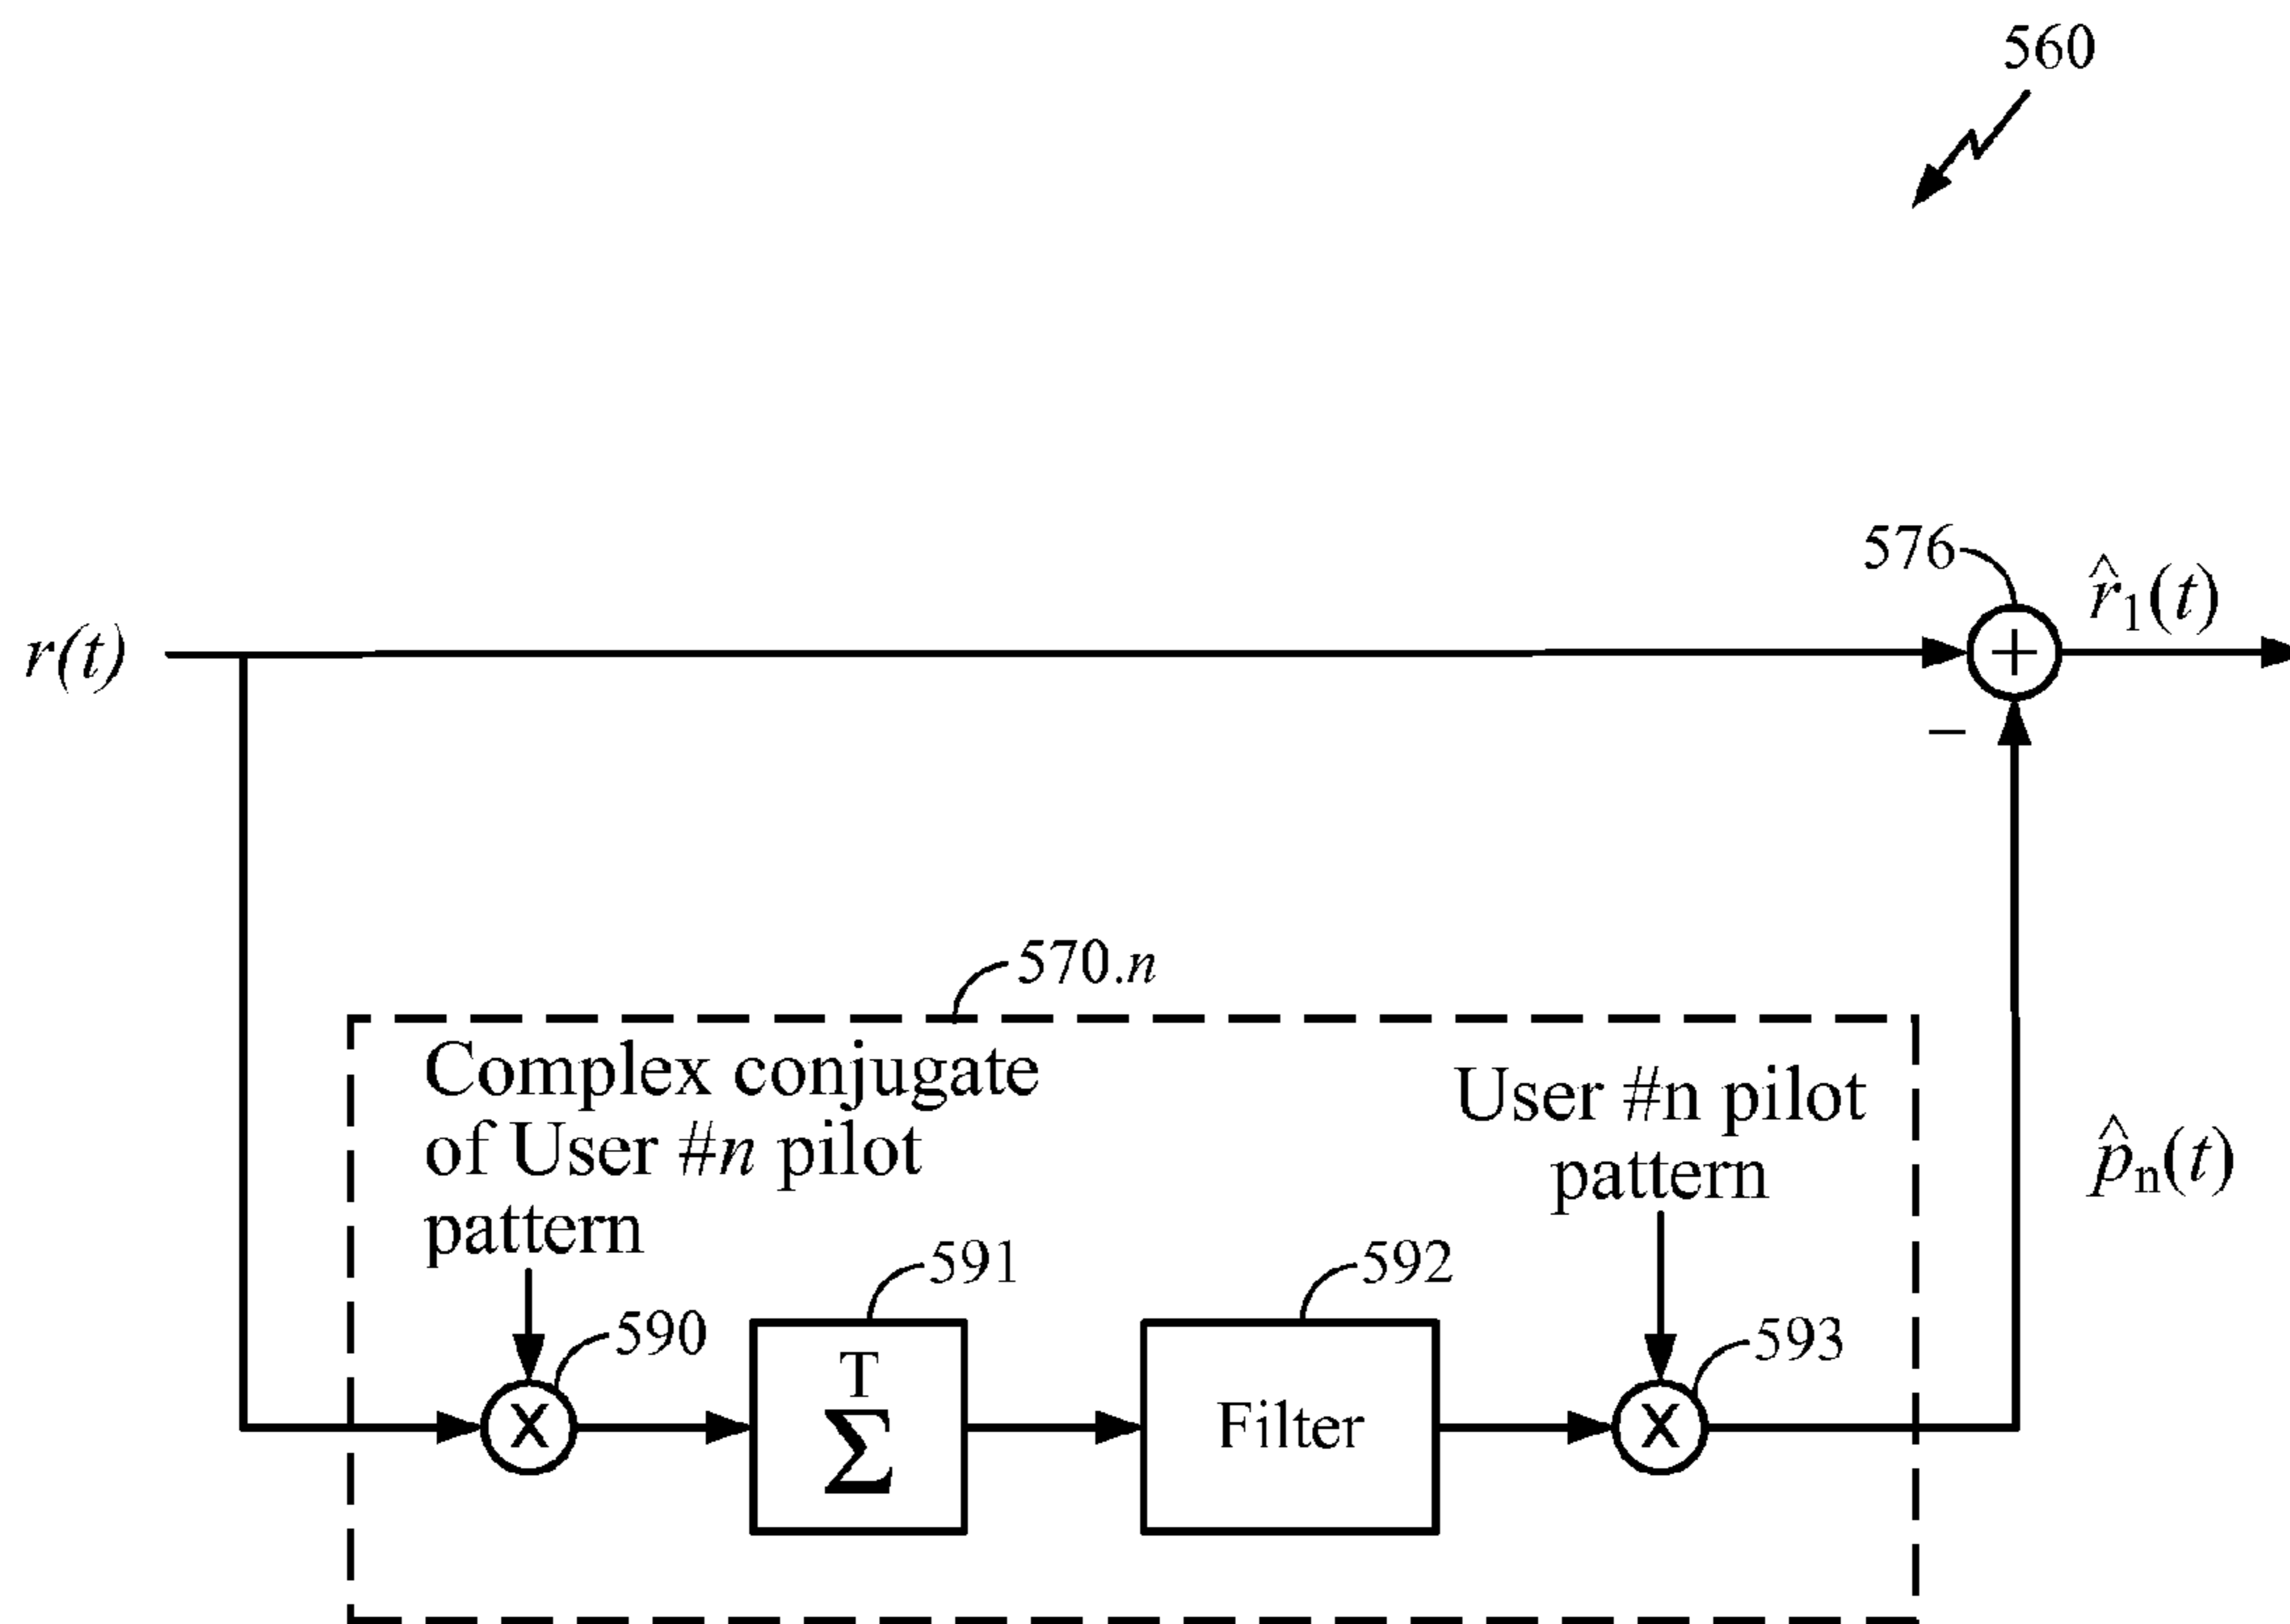 560
576
r̂1(t)
r(t)
+
–
570.n
Complex conjugate
of User #n pilot
pattern
User #n pilot
pattern
p̂n(t)
591
592
590
593
T
Σ
Filter
X
X